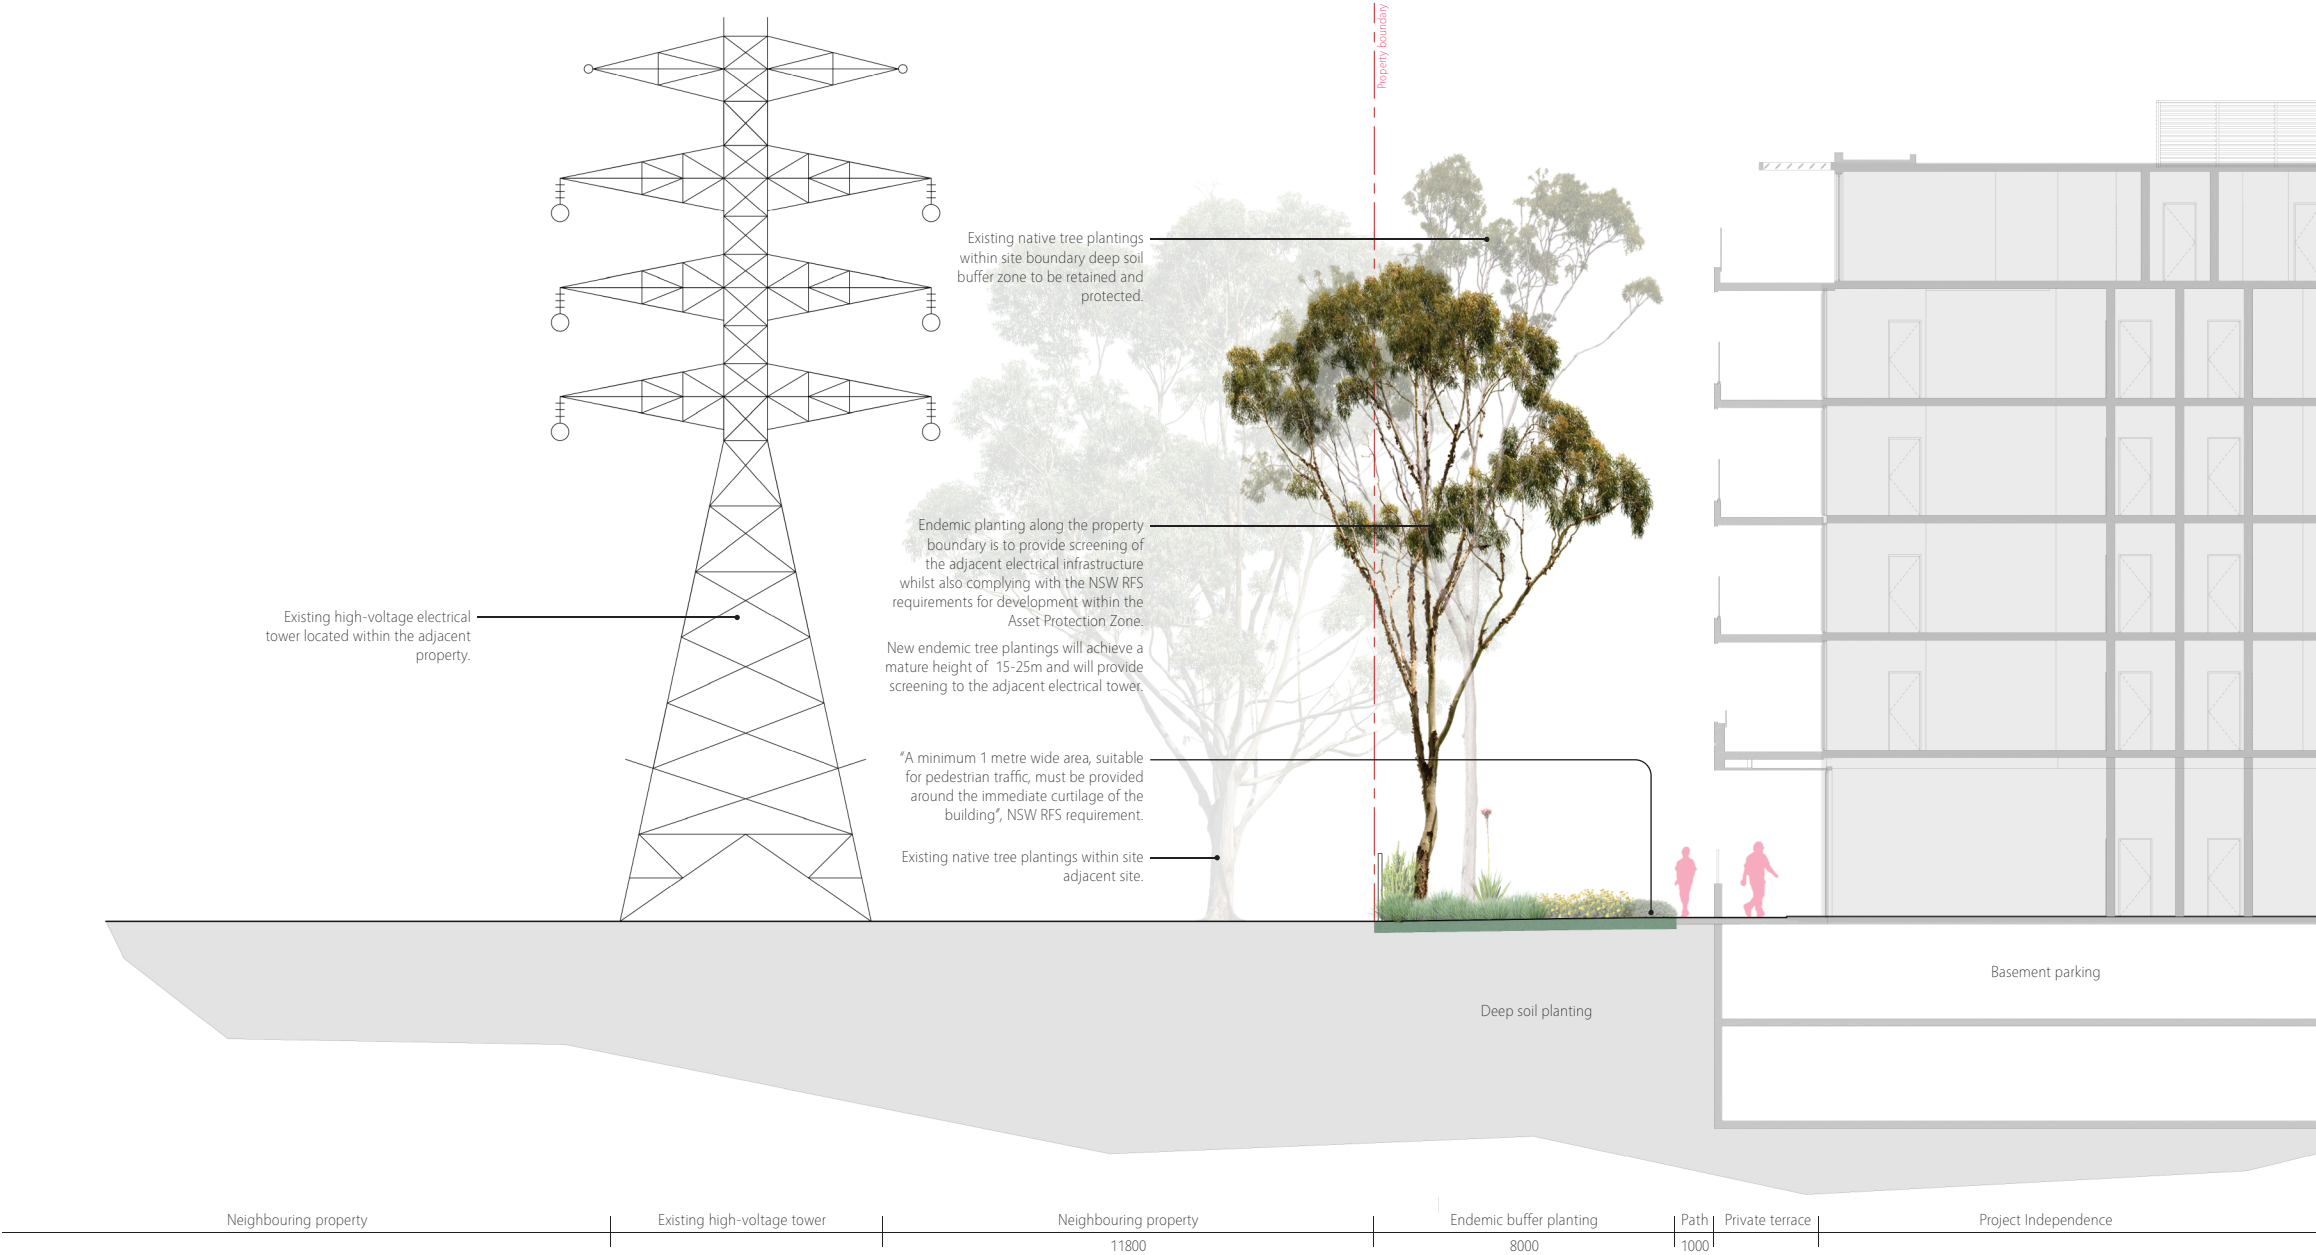 Property boundary
Existing native tree plantings
within site boundary deep soil
buffer zone to be retained and
protected.
Endemic planting along the property
boundary is to provide screening of
the adjacent electrical infrastructure
whilst also complying with the NSW RFS
requirements for development within the
Asset Protection Zone.
New endemic tree plantings will achieve a
mature height of 15-25m and will provide
screening to the adjacent electrical tower.
Existing high-voltage electrical
tower located within the adjacent
property.
“A minimum 1 metre wide area, suitable
for pedestrian traffic, must be provided
around the immediate curtilage of the
building”, NSW RFS requirement.
Existing native tree plantings within site
adjacent site.
Basement parking
Deep soil planting
Neighbouring property
Existing high-voltage tower
Neighbouring property
Endemic buffer planting
Path
Private terrace
Project Independence
11800
8000
1000